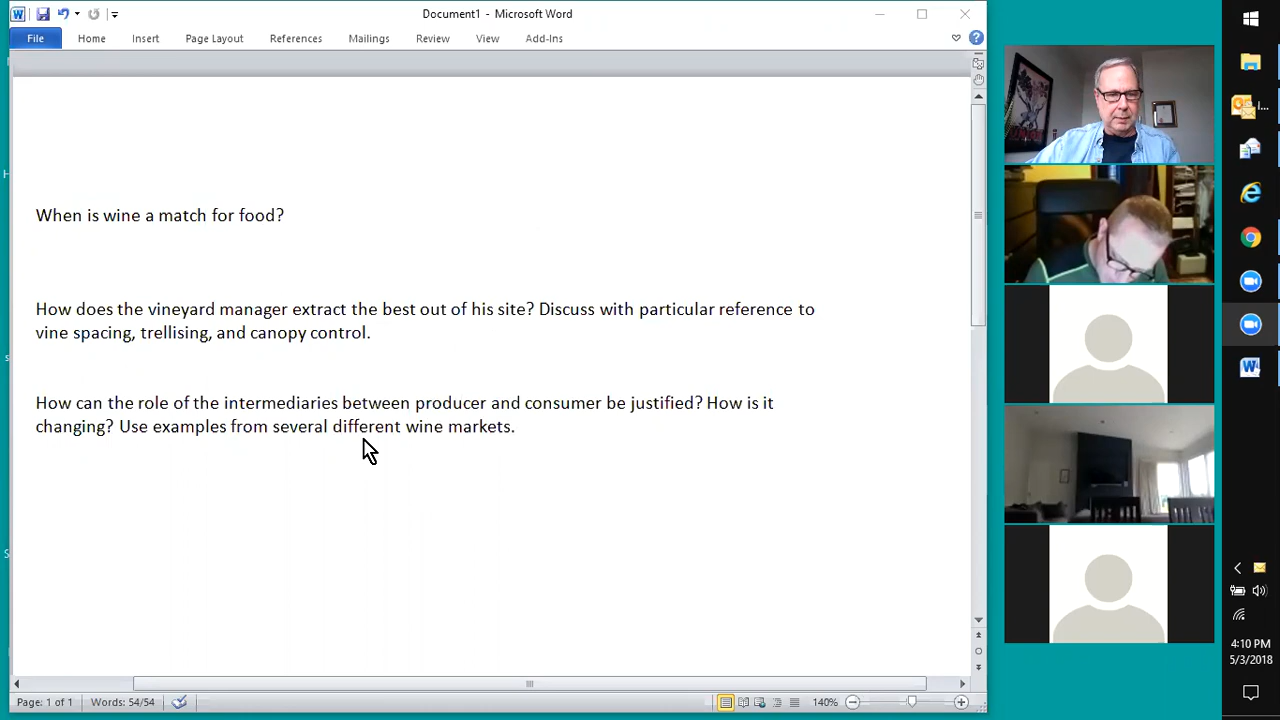 Document1 - Microsoft Word
File Home Insert Page Layout References Mailings Review View Add-Ins
When is wine a match for food?
How does the vineyard manager extract the best out of his site? Discuss with particular reference to
vine spacing, trellising, and canopy control.
How can the role of the intermediaries between producer and consumer be justified? How is it
changing? Use examples from several different wine markets.
Page: 1 of 1 Words: 54/54 140%
4:10 PM
5/3/2018